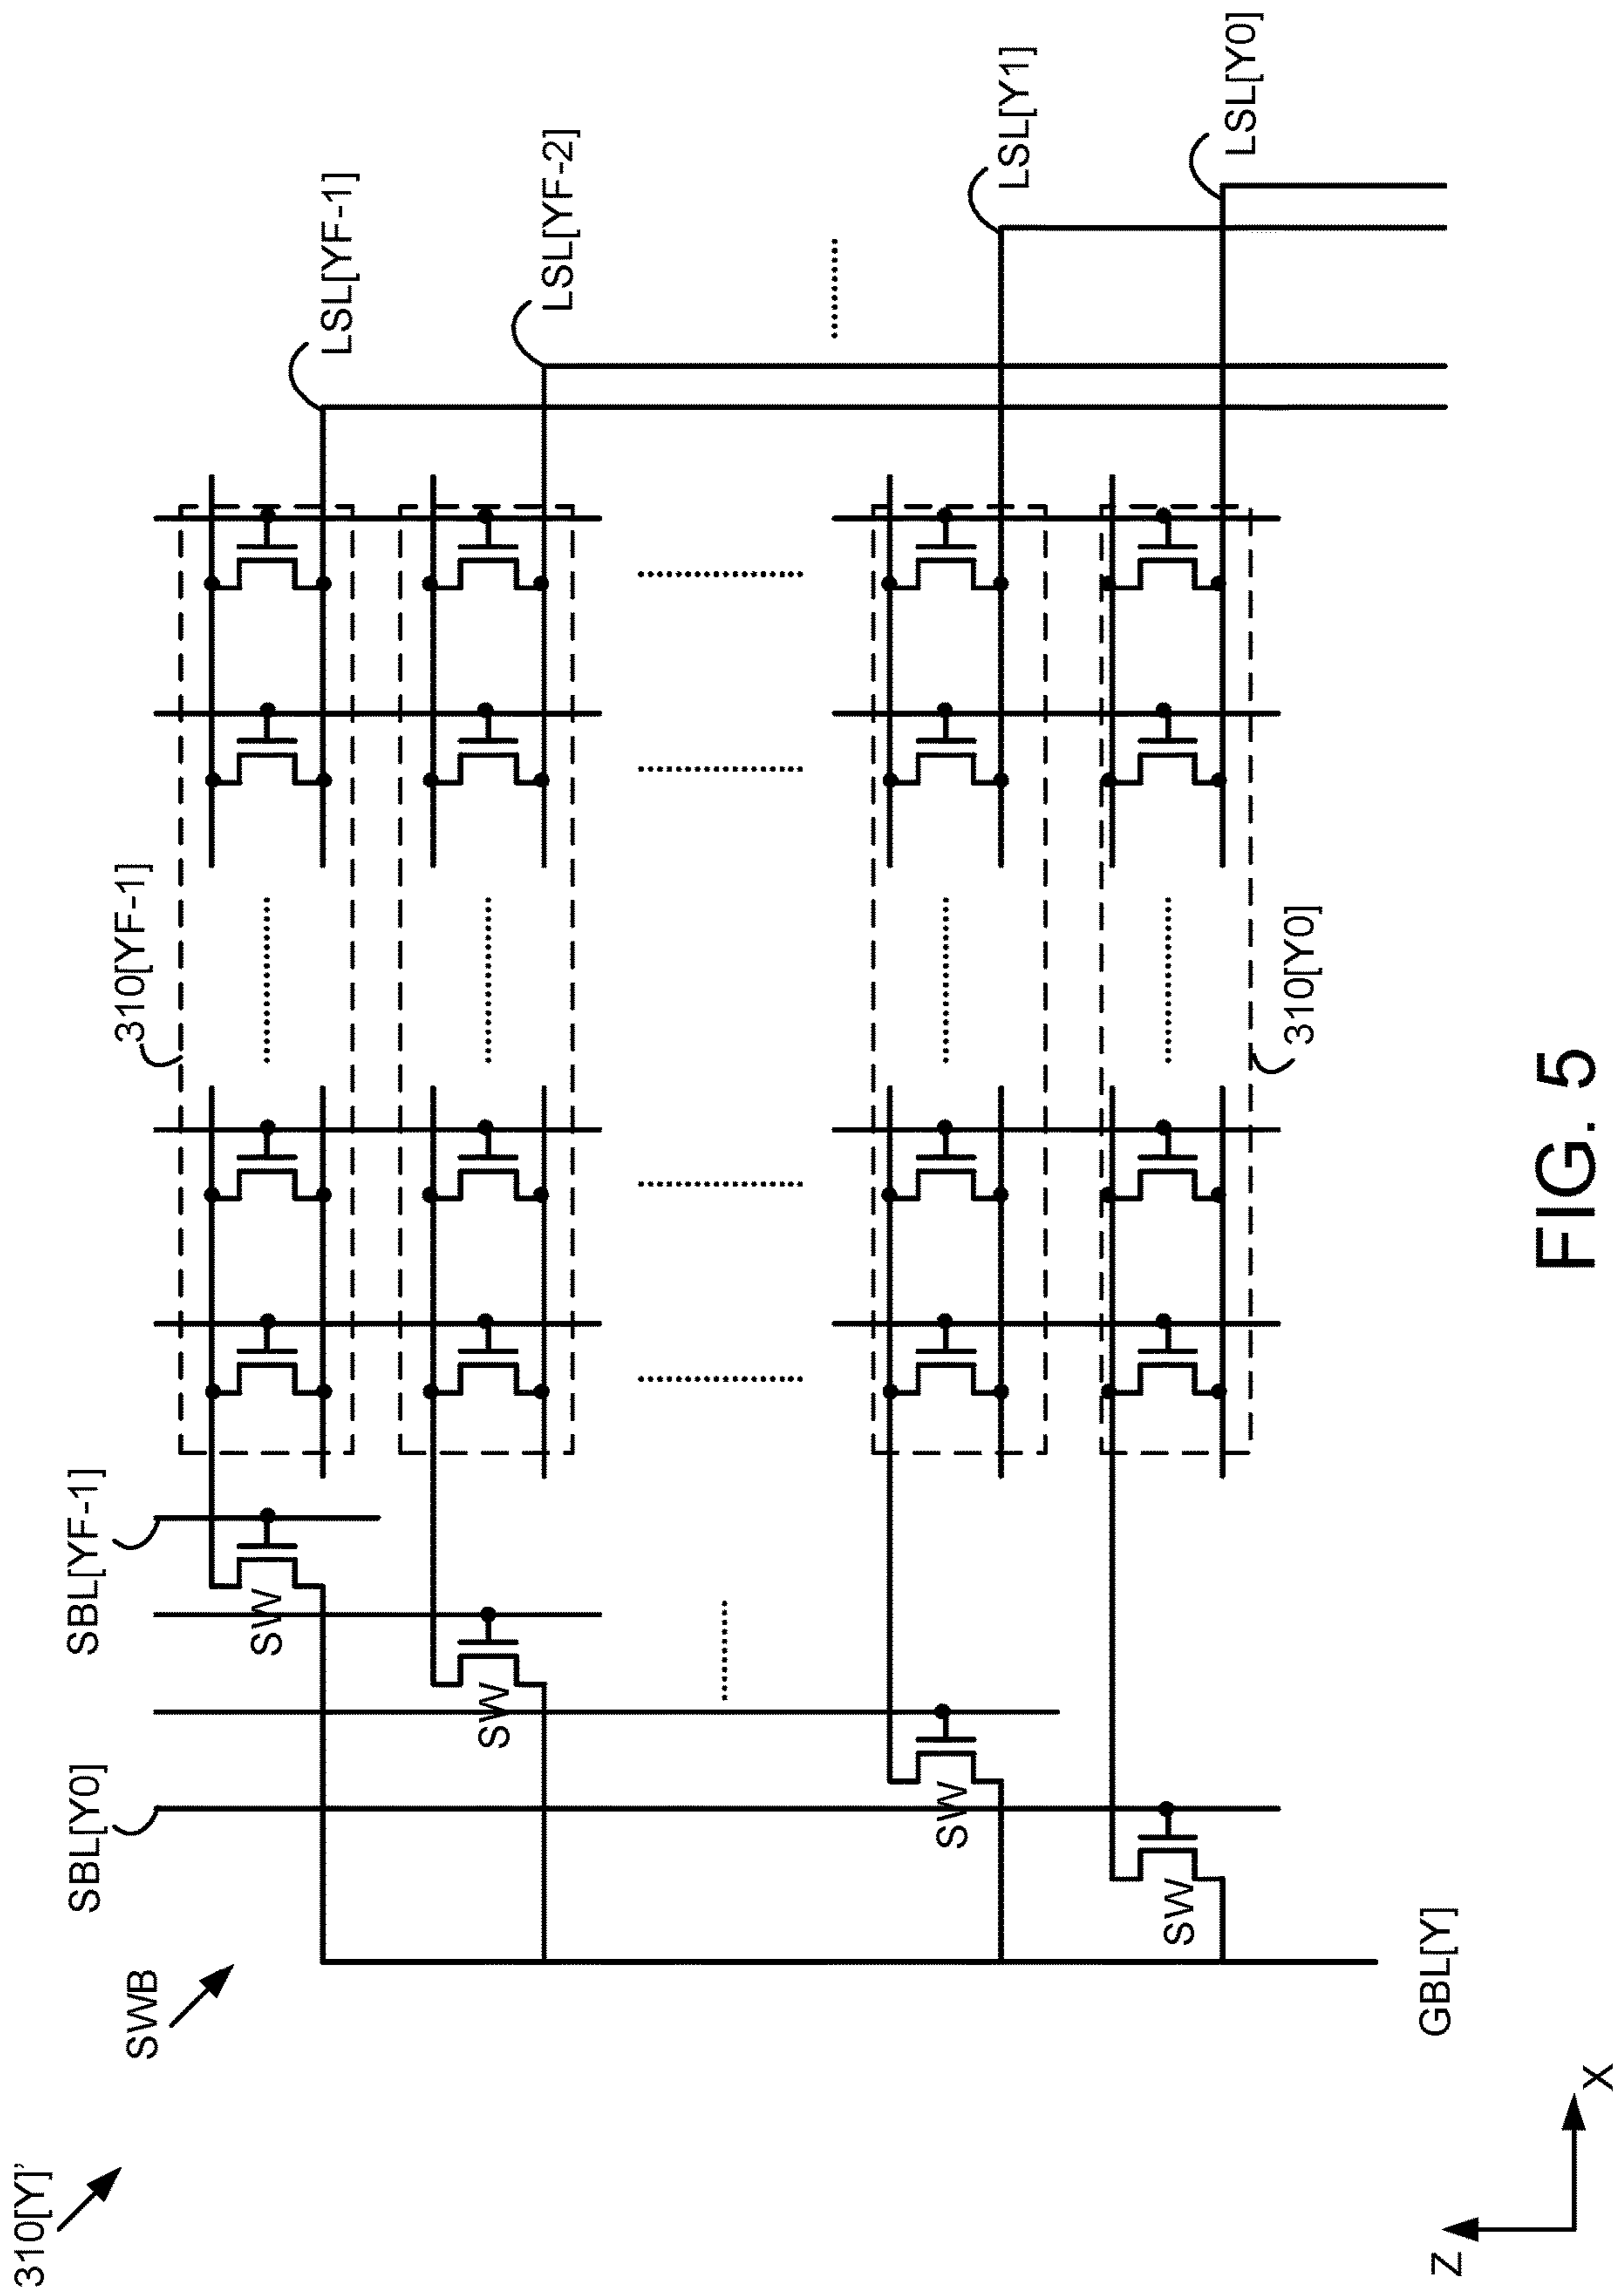 310[Y]'
SWB
SBL[Y0]
SBL[YF-1]
310[YF-1]
LSL[YF-1]
LSL[YF-2]
LSL[Y1]
LSL[Y0]
SW
SW
SW
SW
310[Y0]
GBL[Y]
Z
X
FIG. 5